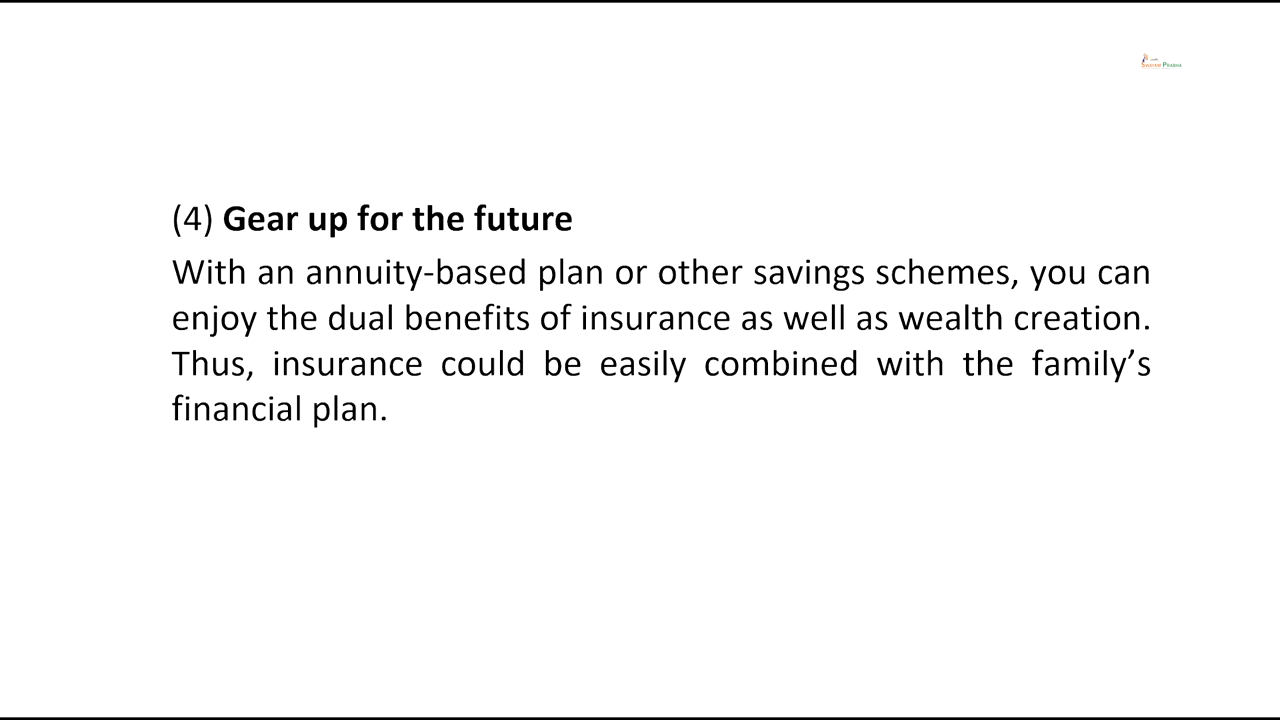 Swayam Prabha
(4) Gear up for the future
With an annuity-based plan or other savings schemes, you can
enjoy the dual benefits of insurance as well as wealth creation.
Thus, insurance could be easily combined with the family’s
financial plan.